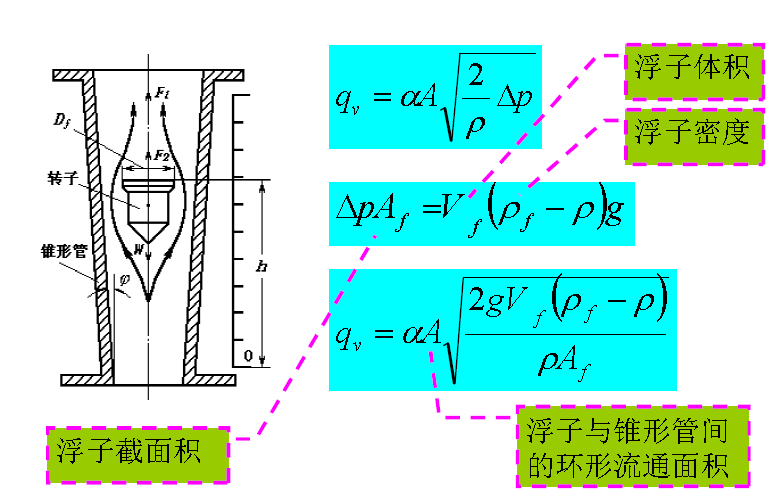 F₁
D_f
F₂
转子
W
锥形管
φ
h
0
q_v = αA√(2/ρ Δp)
浮子体积
浮子密度
ΔpA_f = V_f(ρ_f − ρ)g
q_v = αA√(2gV_f(ρ_f − ρ)/ρA_f)
浮子截面积
浮子与锥形管间
的环形流通面积